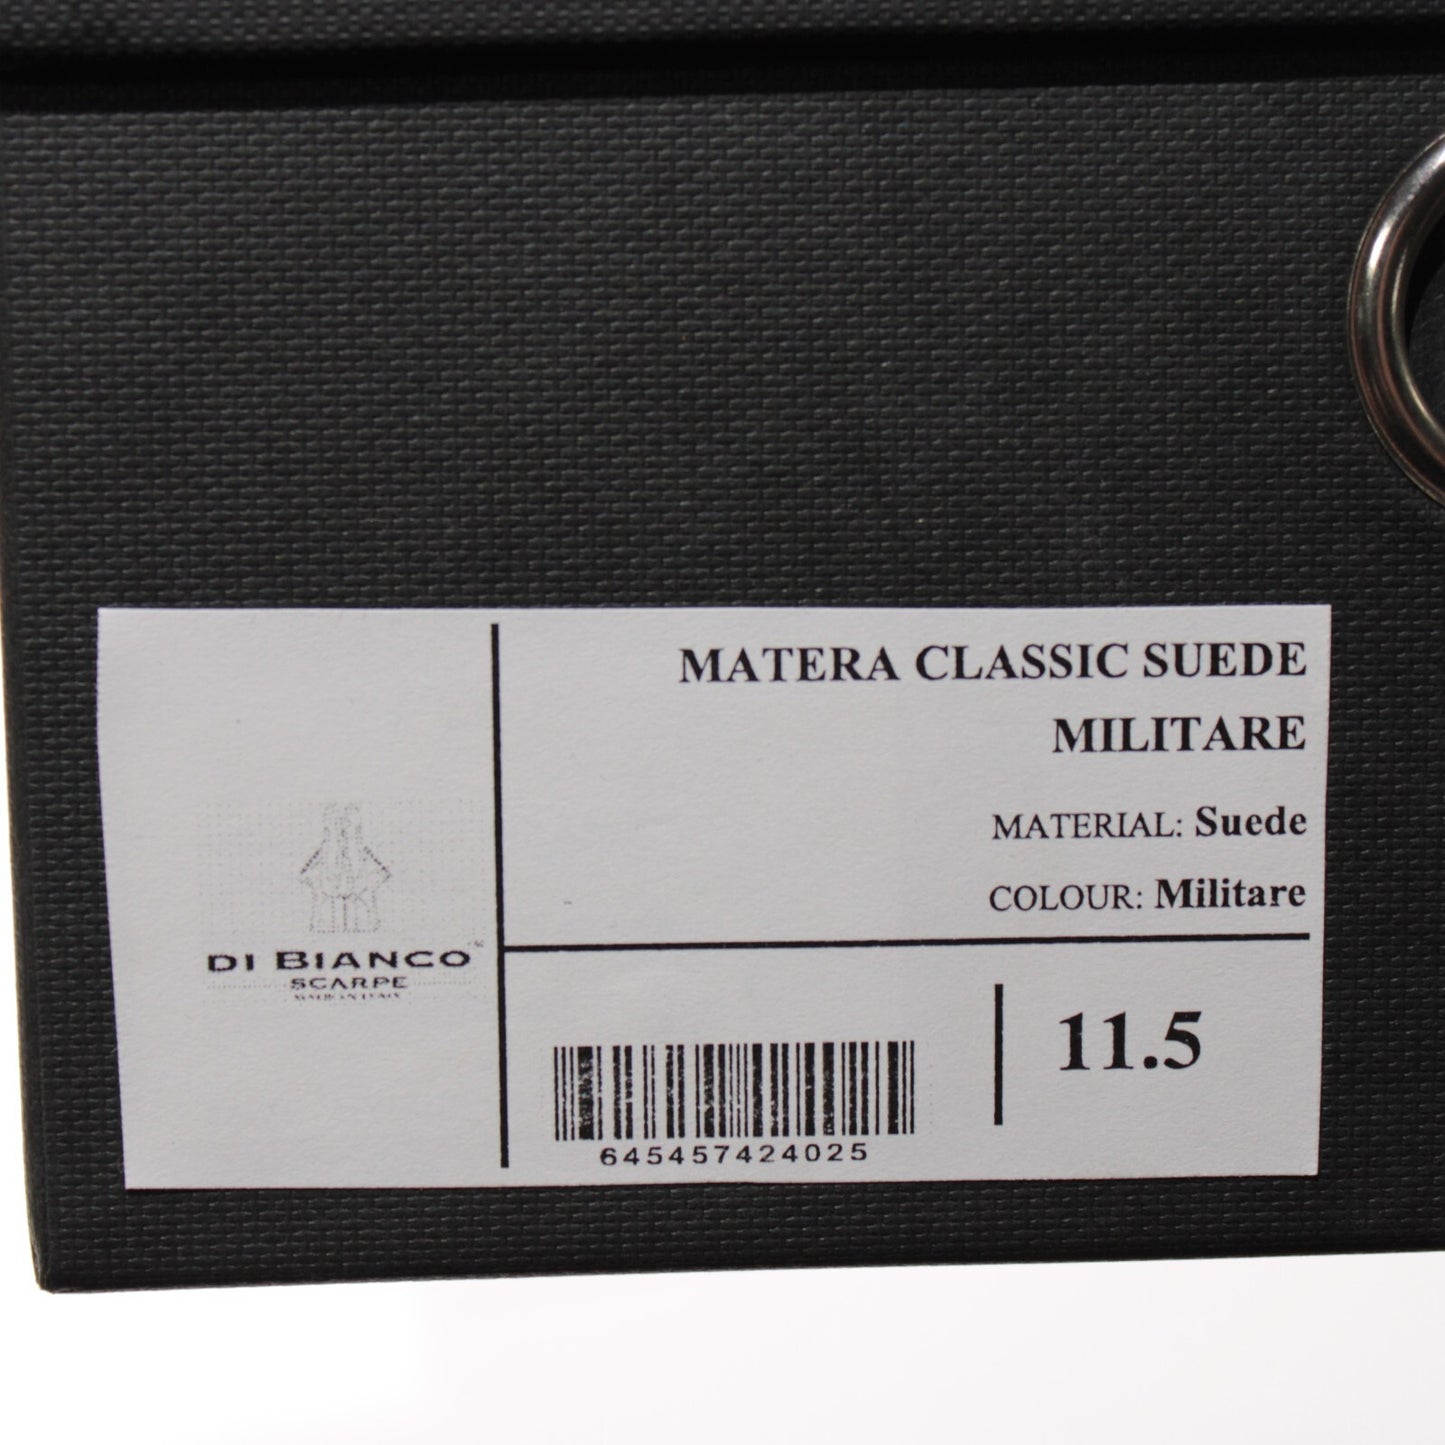 MATERA CLASSIC SUEDE
MILITARE
MATERIAL: Suede
COLOUR: Militare
DI BIANCO
SCARPE
11.5
645457424025